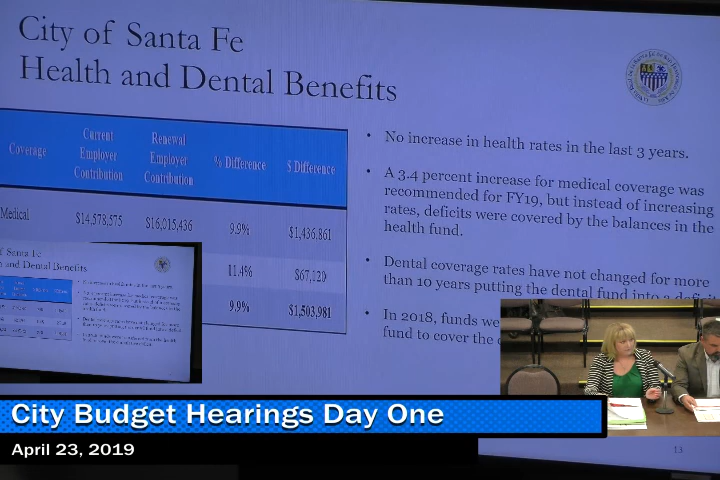 City of Santa Fe
Health and Dental Benefits
Coverage
Current
Employer
Contribution
Renewal
Employer
Contribution
% Difference
$ Difference
Medical
$14,578,575
$16,015,436
9.9%
$1,436,861
11.4%
$67,120
9.9%
$1,503,981
• No increase in health rates in the last 3 years.
• A 3.4 percent increase for medical coverage was
recommended for FY19, but instead of increasing
rates, deficits were covered by the balances in the
health fund.
• Dental coverage rates have not changed for more
than 10 years putting the dental fund into a
• In 2018, funds
fund to cover the
Santa Fe
and Dental Benefits
City Budget Hearings Day One
April 23, 2019
13